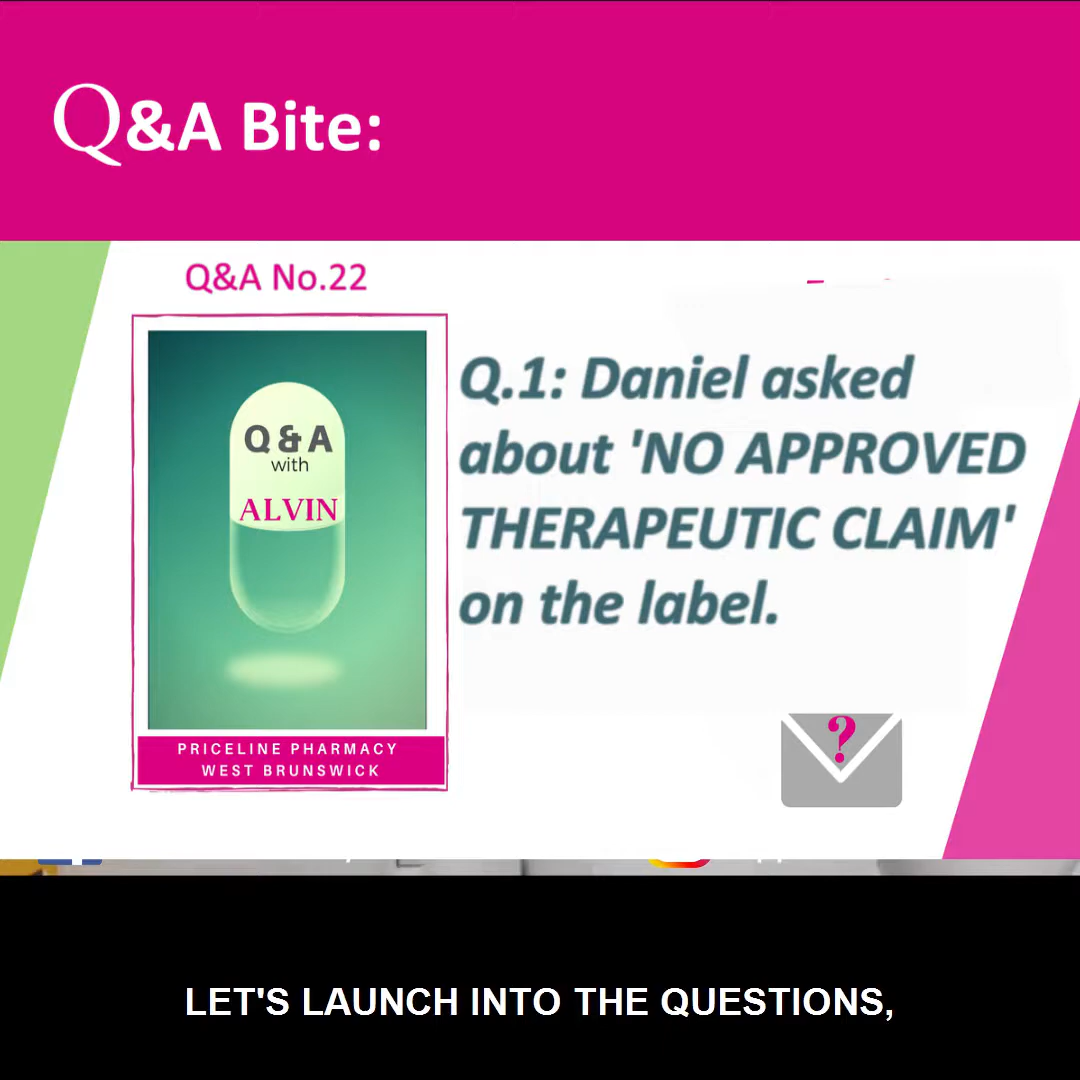 Q&A Bite:
Q&A No.22
Q & A
with
ALVIN
PRICELINE PHARMACY
WEST BRUNSWICK
Q.1: Daniel asked
about 'NO APPROVED
THERAPEUTIC CLAIM'
on the label.
?
LET'S LAUNCH INTO THE QUESTIONS,